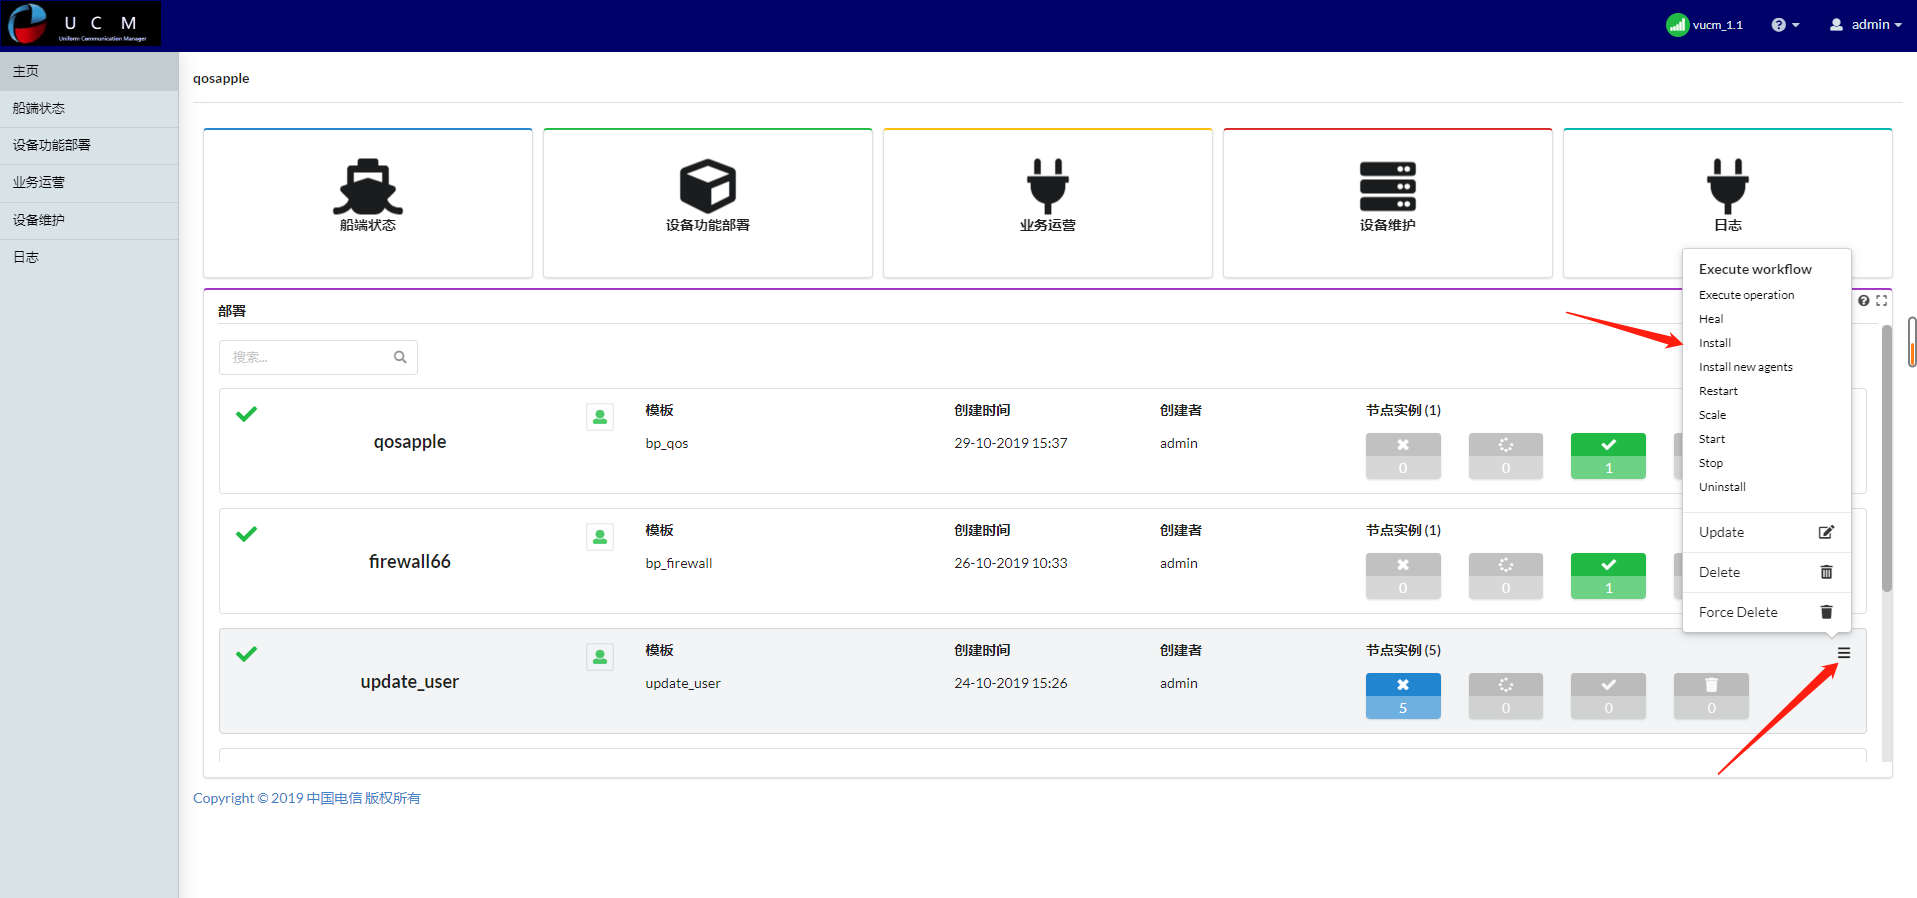 U C M
Uniform Communication Manager
vucm_1.1
admin
主页
船端状态
设备功能部署
业务运营
设备维护
日志
qosapple
船端状态
设备功能部署
业务运营
设备维护
日志
部署
搜索...
qosapple
模板
bp_qos
创建时间
29-10-2019 15:37
创建者
admin
节点实例 (1)
0
0
1
firewall66
模板
bp_firewall
创建时间
26-10-2019 10:33
创建者
admin
节点实例 (1)
0
0
1
update_user
模板
update_user
创建时间
24-10-2019 15:26
创建者
admin
节点实例 (5)
5
0
0
0
Execute workflow
Execute operation
Heal
Install
Install new agents
Restart
Scale
Start
Stop
Uninstall
Update
Delete
Force Delete
Copyright © 2019 中国电信 版权所有